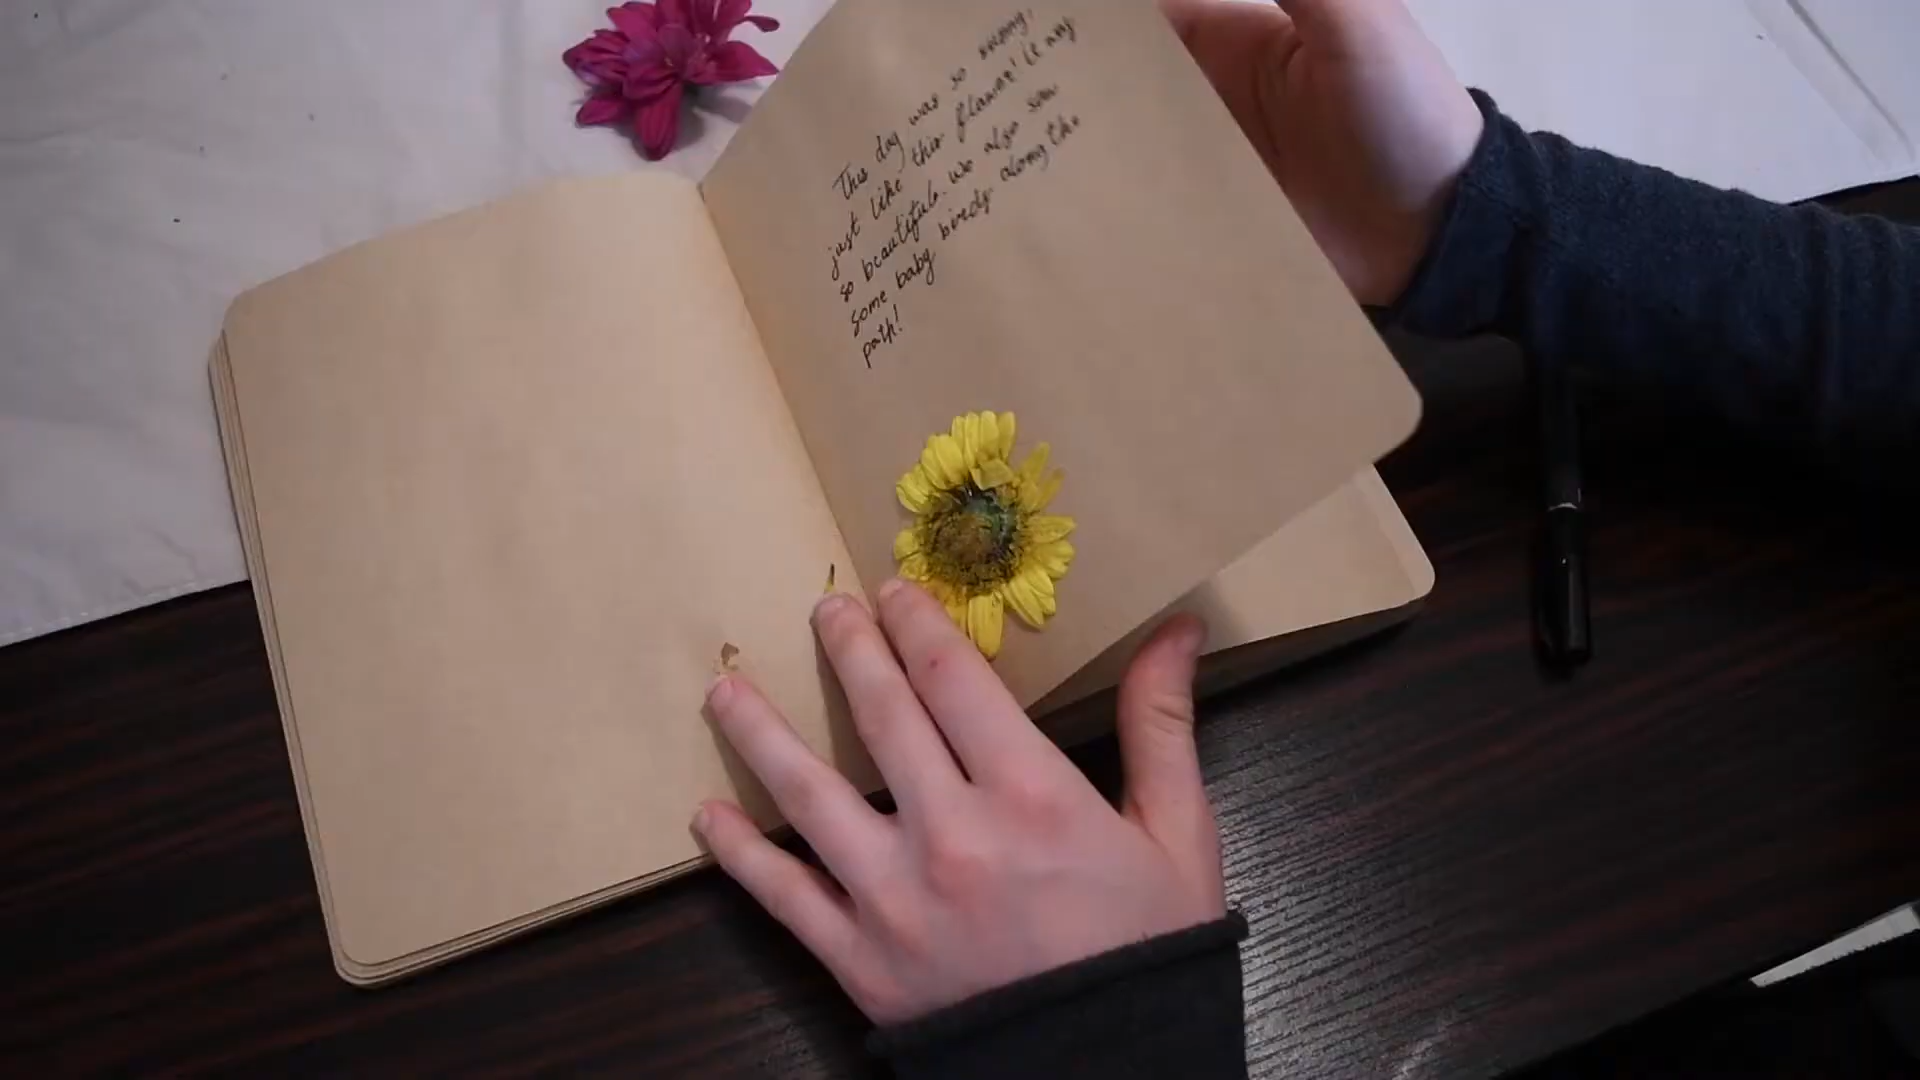 This day was so sunny,
just like this flower! It was
so beautiful. we also saw
some baby birds along the
path!